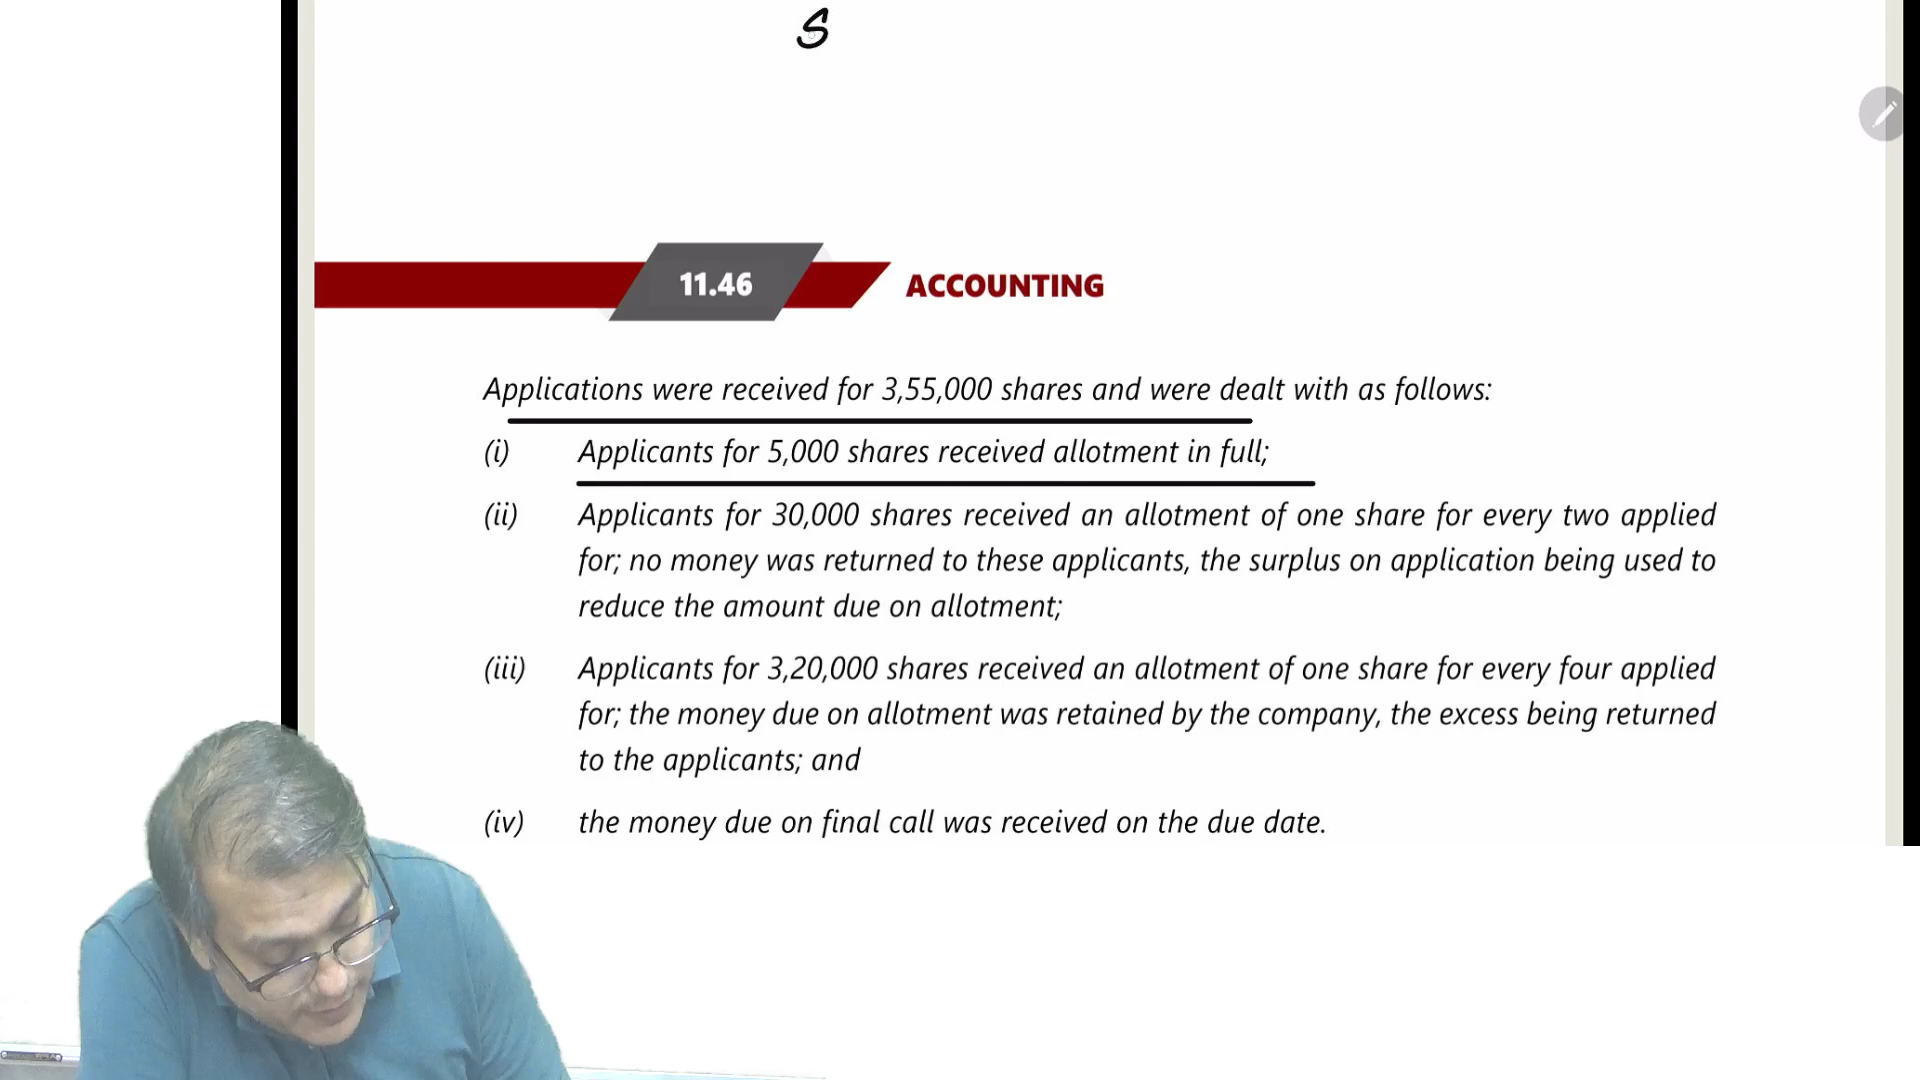 S
11.46 ACCOUNTING
Applications were received for 3,55,000 shares and were dealt with as follows:
(i) Applicants for 5,000 shares received allotment in full;
(ii) Applicants for 30,000 shares received an allotment of one share for every two applied
for; no money was returned to these applicants, the surplus on application being used to
reduce the amount due on allotment;
(iii) Applicants for 3,20,000 shares received an allotment of one share for every four applied
for; the money due on allotment was retained by the company, the excess being returned
to the applicants; and
(iv) the money due on final call was received on the due date.